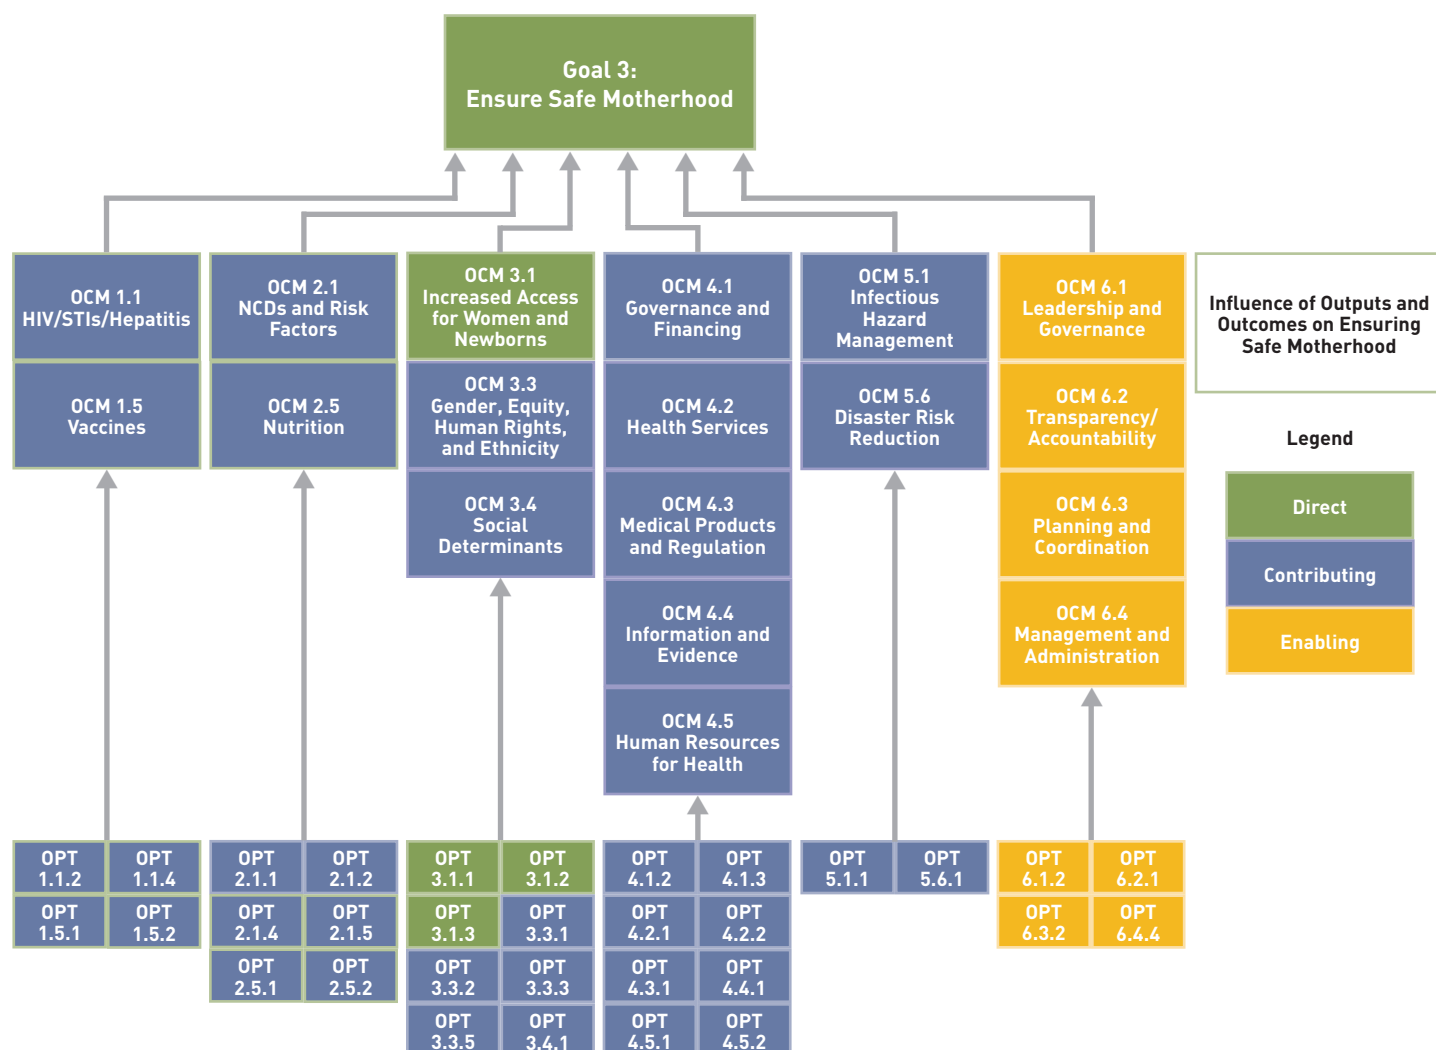 Goal 3:
Ensure Safe Motherhood
OCM 1.1
HIV/STIs/Hepatitis
OCM 1.5
Vaccines
OCM 2.1
NCDs and Risk
Factors
OCM 2.5
Nutrition
OCM 3.1
Increased Access
for Women and
Newborns
OCM 3.3
Gender, Equity,
Human Rights,
and Ethnicity
OCM 3.4
Social
Determinants
OCM 4.1
Governance and
Financing
OCM 4.2
Health Services
OCM 4.3
Medical Products
and Regulation
OCM 4.4
Information and
Evidence
OCM 4.5
Human Resources
for Health
OCM 5.1
Infectious
Hazard
Management
OCM 5.6
Disaster Risk
Reduction
OCM 6.1
Leadership and
Governance
OCM 6.2
Transparency/
Accountability
OCM 6.3
Planning and
Coordination
OCM 6.4
Management and
Administration
Influence of Outputs and
Outcomes on Ensuring
Safe Motherhood
Legend
Direct
Contributing
Enabling
OPT
1.1.2
OPT
1.1.4
OPT
1.5.1
OPT
1.5.2
OPT
2.1.1
OPT
2.1.2
OPT
2.1.4
OPT
2.1.5
OPT
2.5.1
OPT
2.5.2
OPT
3.1.1
OPT
3.1.2
OPT
3.1.3
OPT
3.3.1
OPT
3.3.2
OPT
3.3.3
OPT
3.3.5
OPT
3.4.1
OPT
4.1.2
OPT
4.1.3
OPT
4.2.1
OPT
4.2.2
OPT
4.3.1
OPT
4.4.1
OPT
4.5.1
OPT
4.5.2
OPT
5.1.1
OPT
5.6.1
OPT
6.1.2
OPT
6.2.1
OPT
6.3.2
OPT
6.4.4